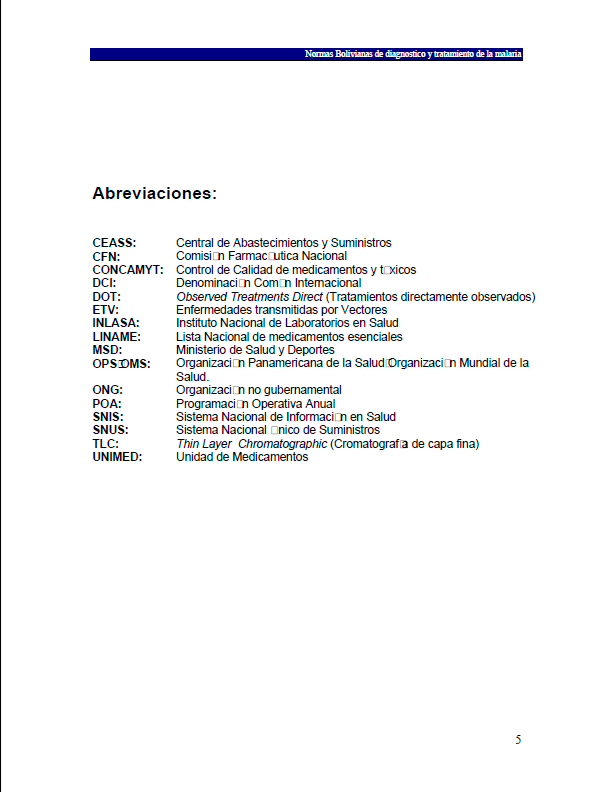 Normas Bolivianas de diagnostico y tratamiento de la malaria
Abreviaciones:
CEASS: Central de Abastecimientos y Suministros
CFN: Comisi□n Farmac□utica Nacional
CONCAMYT: Control de Calidad de medicamentos y t□xicos
DCI: Denominaci□n Com□n Internacional
DOT: Observed Treatments Direct (Tratamientos directamente observados)
ETV: Enfermedades transmitidas por Vectores
INLASA: Instituto Nacional de Laboratorios en Salud
LINAME: Lista Nacional de medicamentos esenciales
MSD: Ministerio de Salud y Deportes
OPS□OMS: Organizaci□n Panamericana de la Salud□Organizaci□n Mundial de la
Salud.
ONG: Organizaci□n no gubernamental
POA: Programaci□n Operativa Anual
SNIS: Sistema Nacional de Informaci□n en Salud
SNUS: Sistema Nacional □nico de Suministros
TLC: Thin Layer Chromatographic (Cromatograf□a de capa fina)
UNIMED: Unidad de Medicamentos
5